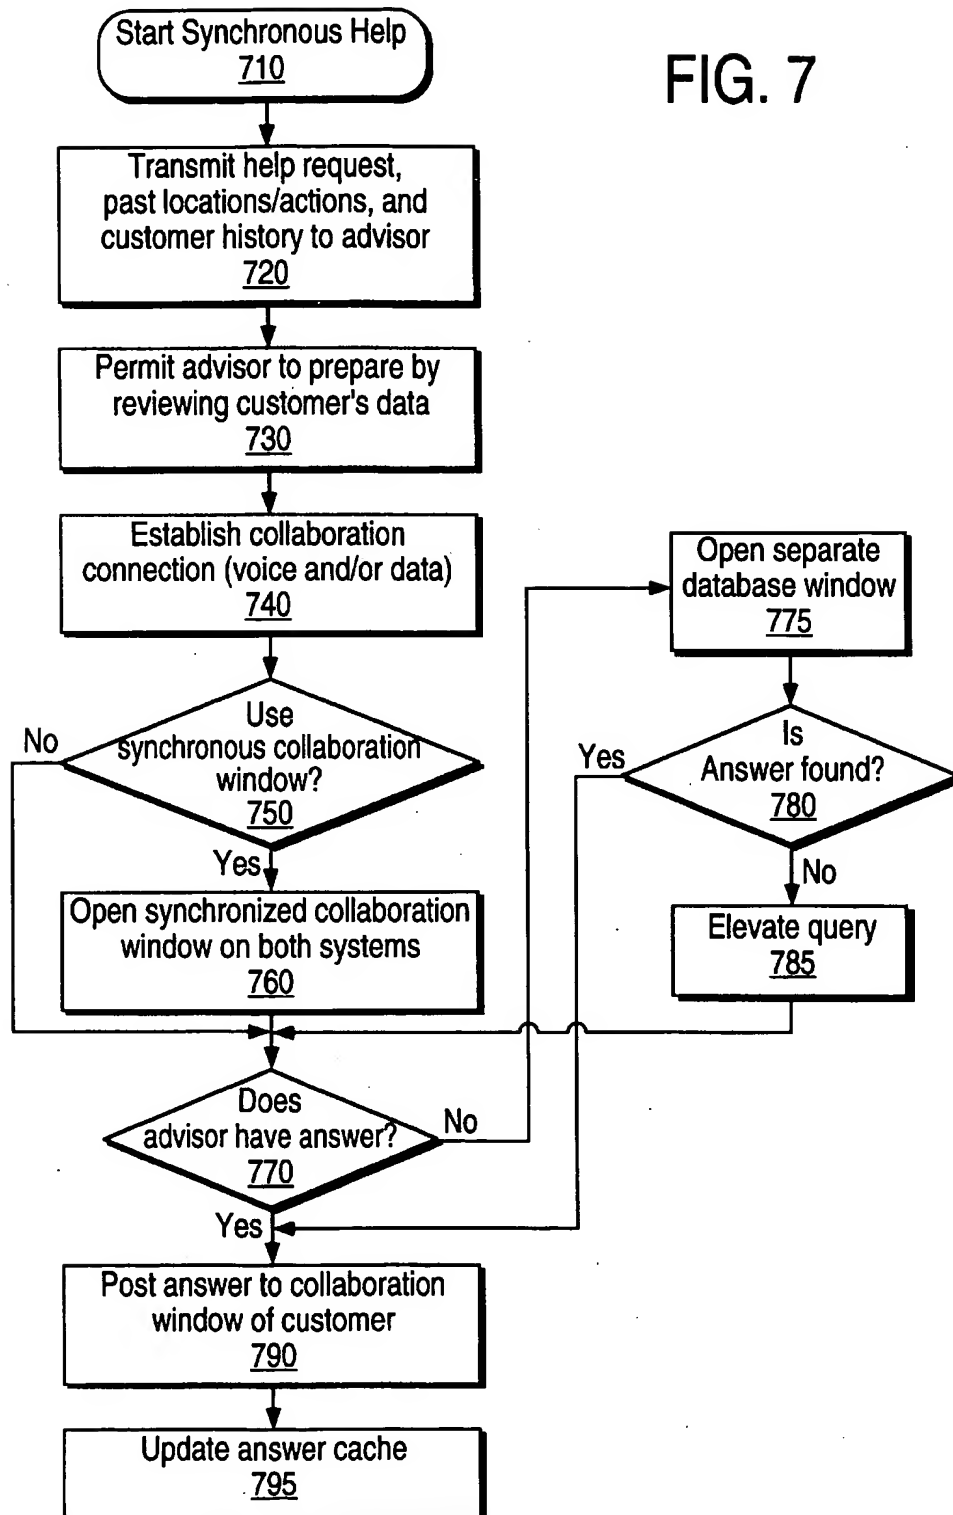 Start Synchronous Help
710
FIG. 7
Transmit help request,
past locations/actions, and
customer history to advisor
720
Permit advisor to prepare by
reviewing customer's data
730
Establish collaboration
connection (voice and/or data)
740
Open separate
database window
775
Use
synchronous collaboration
window?
750
No
Yes
Is
Answer found?
780
Yes
No
Open synchronized collaboration
window on both systems
760
Elevate query
785
Does
advisor have answer?
770
No
Yes
Post answer to collaboration
window of customer
790
Update answer cache
795